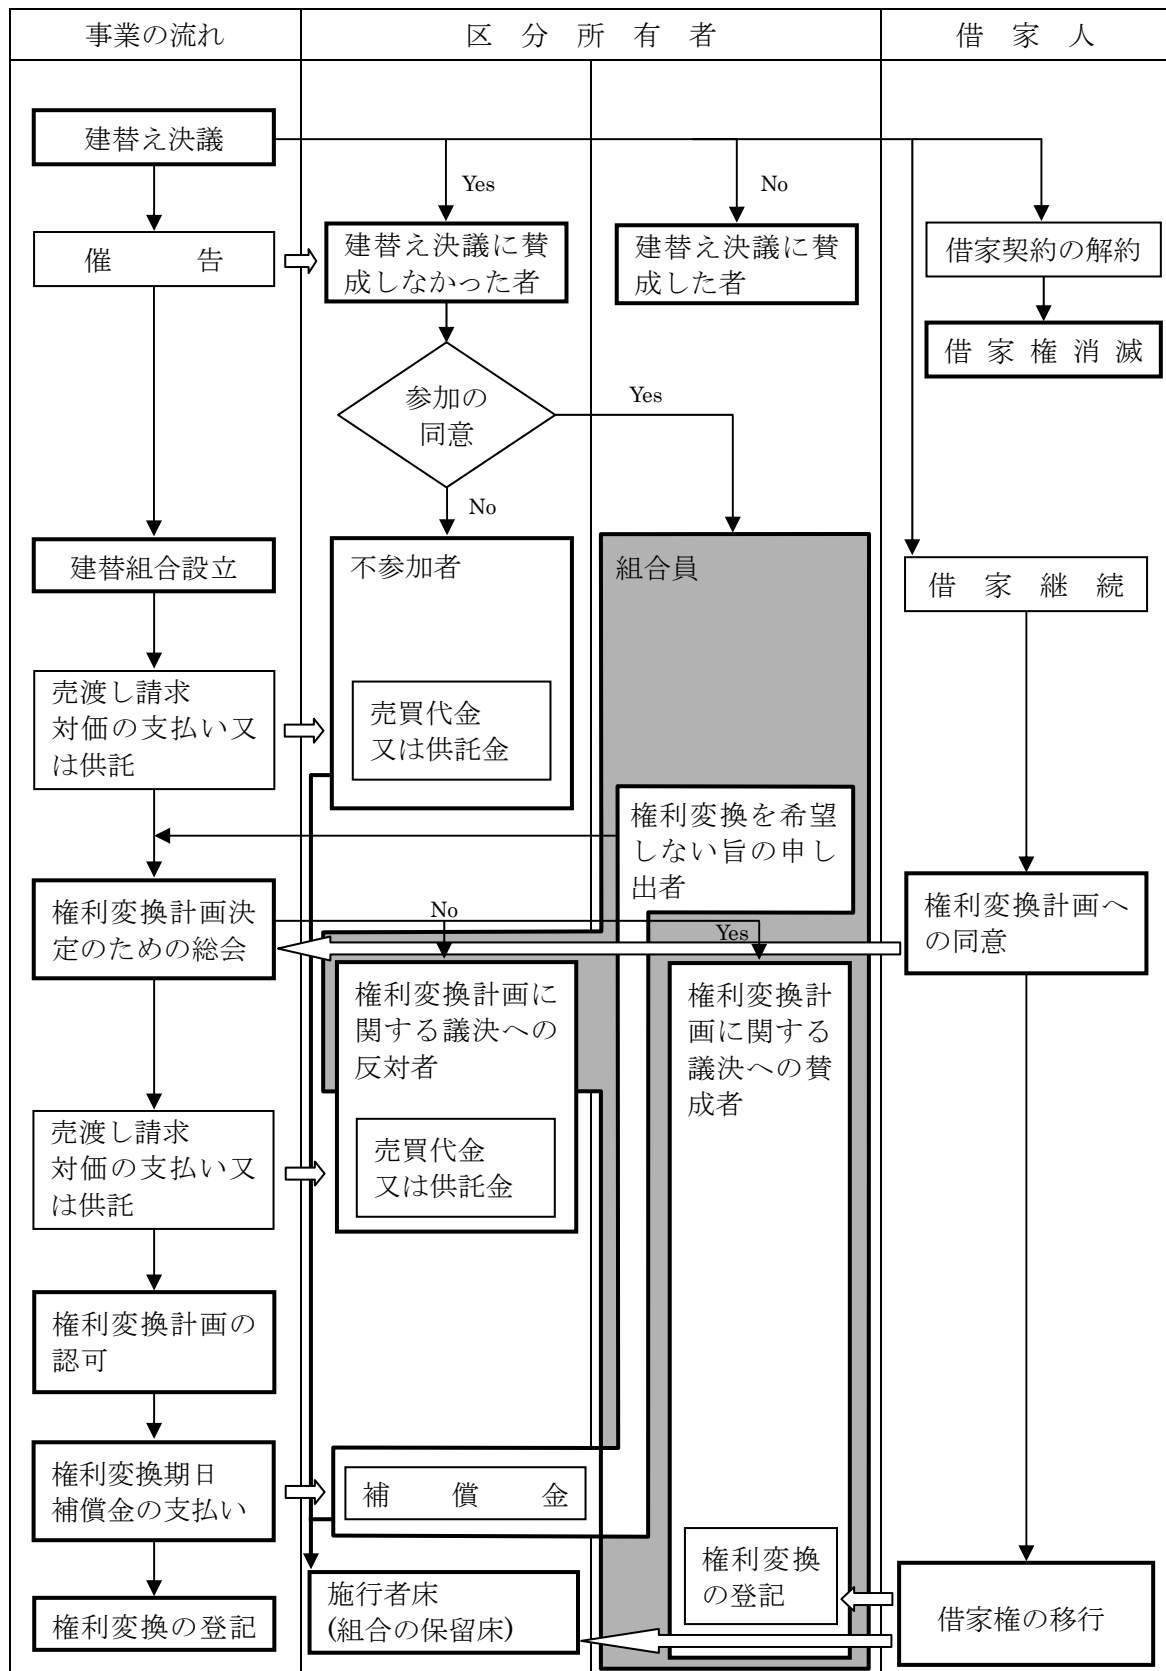 事業の流れ
区分所有者
借家人
建替え決議
Yes
No
催告
建替え決議に賛
成しなかった者
建替え決議に賛
成した者
借家契約の解約
借家権消滅
参加の
同意
Yes
No
建替組合設立
不参加者
組合員
借家継続
売渡し請求
対価の支払い又
は供託
売買代金
又は供託金
権利変換を希望
しない旨の申し
出者
権利変換計画決
定のための総会
No
Yes
権利変換計画へ
の同意
権利変換計画に
関する議決への
反対者
権利変換計
画に関する
議決への賛
成者
売渡し請求
対価の支払い又
は供託
売買代金
又は供託金
権利変換計画の
認可
権利変換期日
補償金の支払い
補償金
権利変換
の登記
権利変換の登記
施行者床
(組合の保留床)
借家権の移行